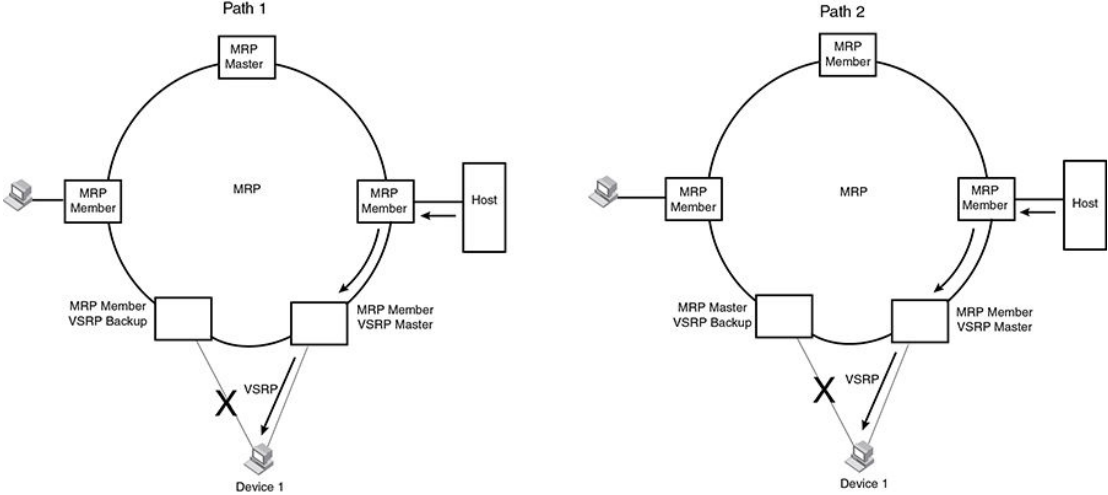 Path 1
MRP
Master
MRP
Member
MRP
MRP
Member
Host
MRP Member
VSRP Backup
MRP Member
VSRP Master
X
VSRP
Device 1
Path 2
MRP
Member
MRP
Member
MRP
MRP
Member
Host
MRP Master
VSRP Backup
MRP Member
VSRP Master
X
VSRP
Device 1